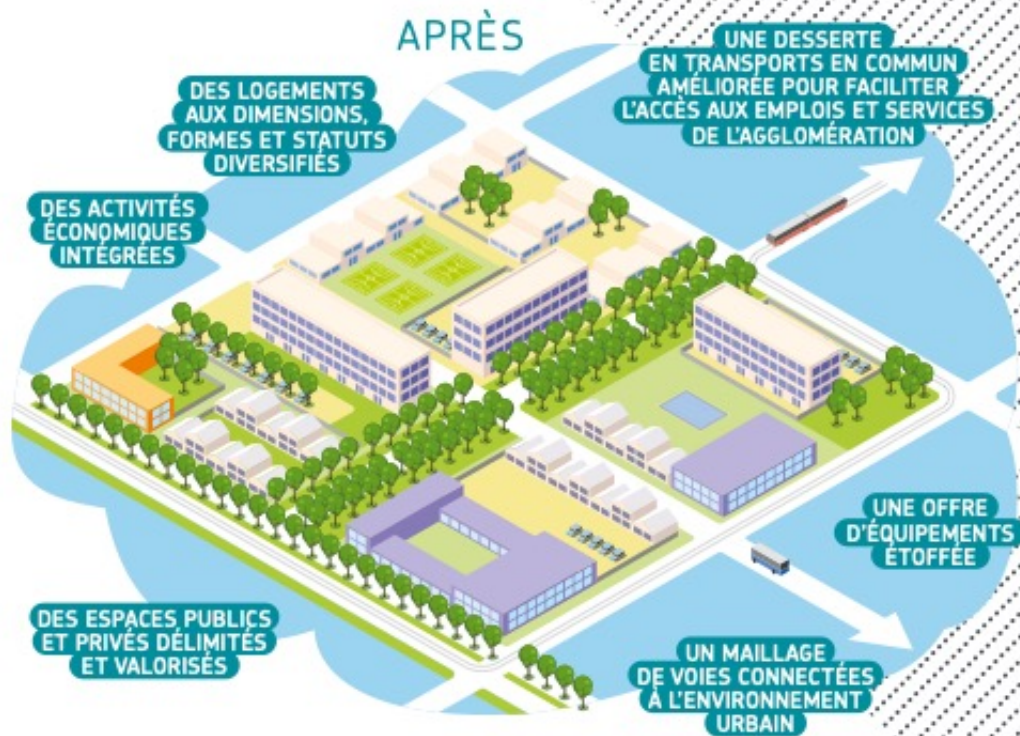 APRÈS
DES LOGEMENTS
AUX DIMENSIONS,
FORMES ET STATUTS
DIVERSIFIÉS
UNE DESSERTE
EN TRANSPORTS EN COMMUN
AMÉLIORÉE POUR FACILITER
L'ACCÈS AUX EMPLOIS ET SERVICES
DE L'AGGLOMÉRATION
DES ACTIVITÉS
ÉCONOMIQUES
INTÉGRÉES
UNE OFFRE
D'ÉQUIPEMENTS
ÉTOFFÉE
DES ESPACES PUBLICS
ET PRIVÉS DÉLIMITÉS
ET VALORISÉS
UN MAILLAGE
DE VOIES CONNECTÉES
À L'ENVIRONNEMENT
URBAIN